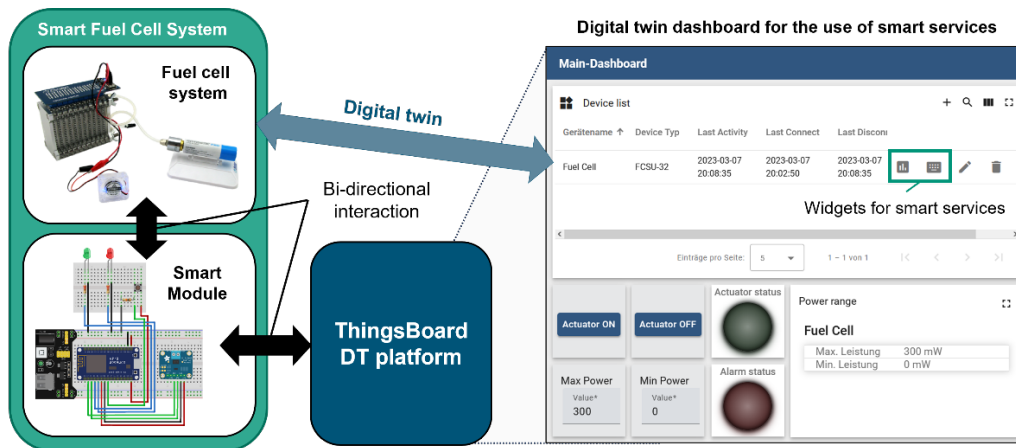 Smart Fuel Cell System
Fuel cell
system
Digital twin
Bi-directional
interaction
Smart
Module
ThingsBoard
DT platform
Digital twin dashboard for the use of smart services
Main-Dashboard
Device list
Gerätename ↑ Device Typ Last Activity Last Connect Last Disconn
Fuel Cell FCSU-32 2023-03-07 2023-03-07 2023-03-07
20:08:35 20:02:50 20:08:35
Widgets for smart services
Einträge pro Seite: 5 1 – 1 von 1
Actuator ON
Actuator OFF
Actuator status
Power range
Fuel Cell
Max. Leistung 300 mW
Min. Leistung 0 mW
Max Power
Value*
300
Min Power
Value*
0
Alarm status